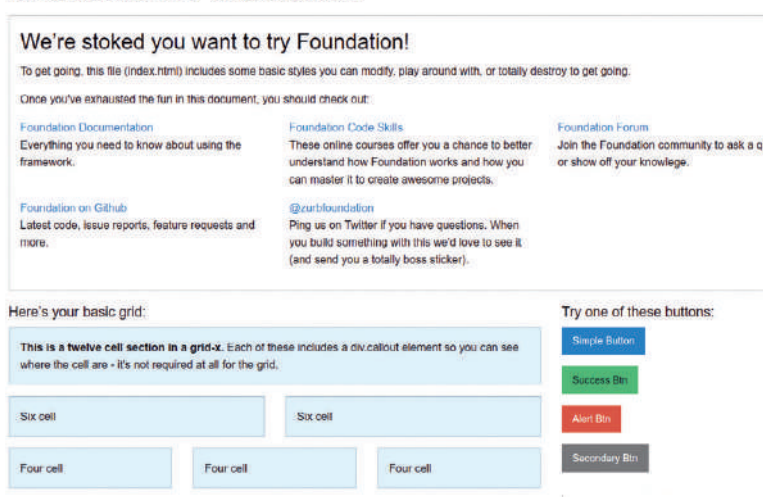 We're stoked you want to try Foundation!
To get going, this file (index.html) includes some basic styles you can modify, play around with, or totally destroy to get going.
Once you've exhausted the fun in this document, you should check out:
Foundation Documentation
Everything you need to know about using the
framework.
Foundation Code Skills
These online courses offer you a chance to better
understand how Foundation works and how you
can master it to create awesome projects.
Foundation Forum
Join the Foundation community to ask a q
or show off your knowlege.
Foundation on Github
Latest code, issue reports, feature requests and
more.
@zurbfoundation
Ping us on Twitter if you have questions. When
you build something with this we'd love to see it
(and send you a totally boss sticker).
Here's your basic grid:
This is a twelve cell section in a grid-x. Each of these includes a div.callout element so you can see
where the cell are - it's not required at all for the grid.
Six cell
Six cell
Four cell
Four cell
Four cell
Try one of these buttons:
Simple Button
Success Btn
Alert Btn
Secondary Btn